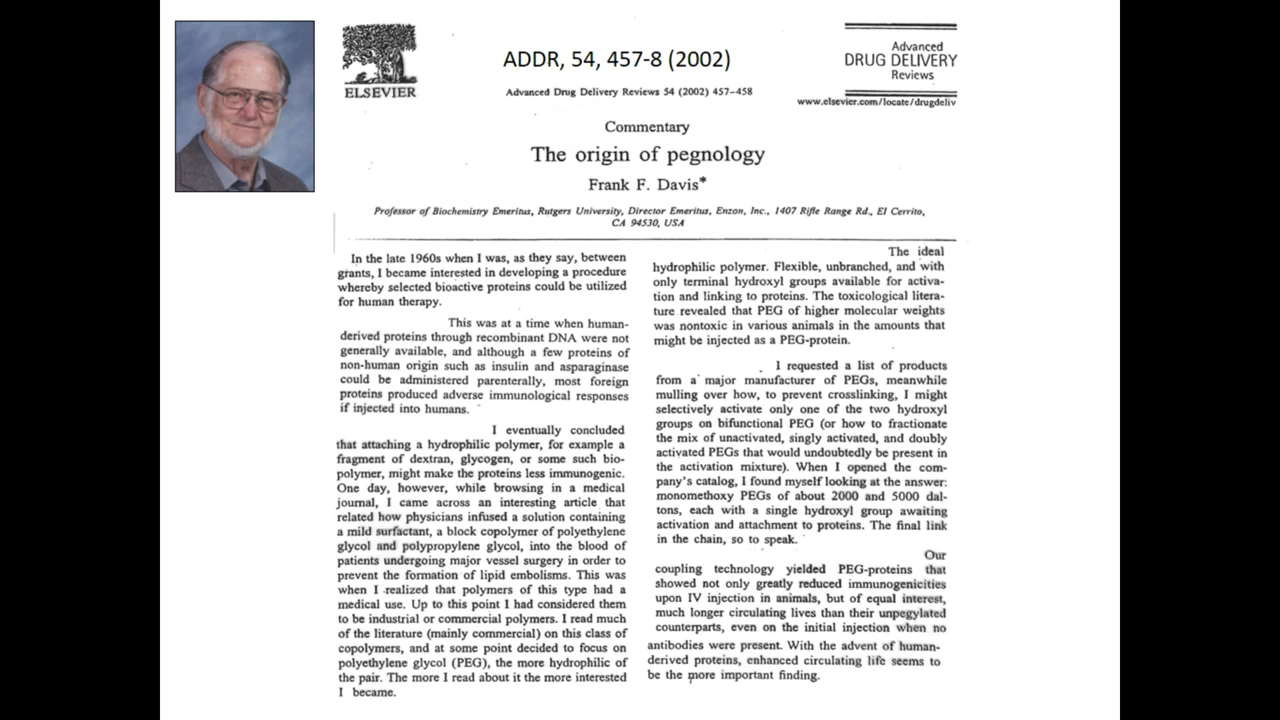 ELSEVIER
ADDR, 54, 457-8 (2002)
Advanced Drug Delivery Reviews 54 (2002) 457–458
Advanced
DRUG DELIVERY
Reviews
www.elsevier.com/locate/drugdeliv
Commentary
The origin of pegnology
Frank F. Davis*
Professor of Biochemistry Emeritus, Rutgers University, Director Emeritus, Enzon, Inc., 1407 Rifle Range Rd., El Cerrito,
CA 94530, USA
In the late 1960s when I was, as they say, between
grants, I became interested in developing a procedure
whereby selected bioactive proteins could be utilized
for human therapy.
This was at a time when human-
derived proteins through recombinant DNA were not
generally available, and although a few proteins of
non-human origin such as insulin and asparaginase
could be administered parenterally, most foreign
proteins produced adverse immunological responses
if injected into humans.
I eventually concluded
that attaching a hydrophilic polymer, for example a
fragment of dextran, glycogen, or some such bio-
polymer, might make the proteins less immunogenic.
One day, however, while browsing in a medical
journal, I came across an interesting article that
related how physicians infused a solution containing
a mild surfactant, a block copolymer of polyethylene
glycol and polypropylene glycol, into the blood of
patients undergoing major vessel surgery in order to
prevent the formation of lipid embolisms. This was
when I realized that polymers of this type had a
medical use. Up to this point I had considered them
to be industrial or commercial polymers. I read much
of the literature (mainly commercial) on this class of
copolymers, and at some point decided to focus on
polyethylene glycol (PEG), the more hydrophilic of
the pair. The more I read about it the more interested
I became.
The ideal
hydrophilic polymer. Flexible, unbranched, and with
only terminal hydroxyl groups available for activa-
tion and linking to proteins. The toxicological litera-
ture revealed that PEG of higher molecular weights
was nontoxic in various animals in the amounts that
might be injected as a PEG-protein.
I requested a list of products
from a major manufacturer of PEGs, meanwhile
mulling over how, to prevent crosslinking, I might
selectively activate only one of the two hydroxyl
groups on bifunctional PEG (or how to fractionate
the mix of unactivated, singly activated, and doubly
activated PEGs that would undoubtedly be present in
the activation mixture). When I opened the com-
pany's catalog, I found myself looking at the answer:
monomethoxy PEGs of about 2000 and 5000 dal-
tons, each with a single hydroxyl group awaiting
activation and attachment to proteins. The final link
in the chain, so to speak.
Our
coupling technology yielded PEG-proteins that
showed not only greatly reduced immunogenicities
upon IV injection in animals, but of equal interest,
much longer circulating lives than their unpegylated
counterparts, even on the initial injection when no
antibodies were present. With the advent of human-
derived proteins, enhanced circulating life seems to
be the more important finding.